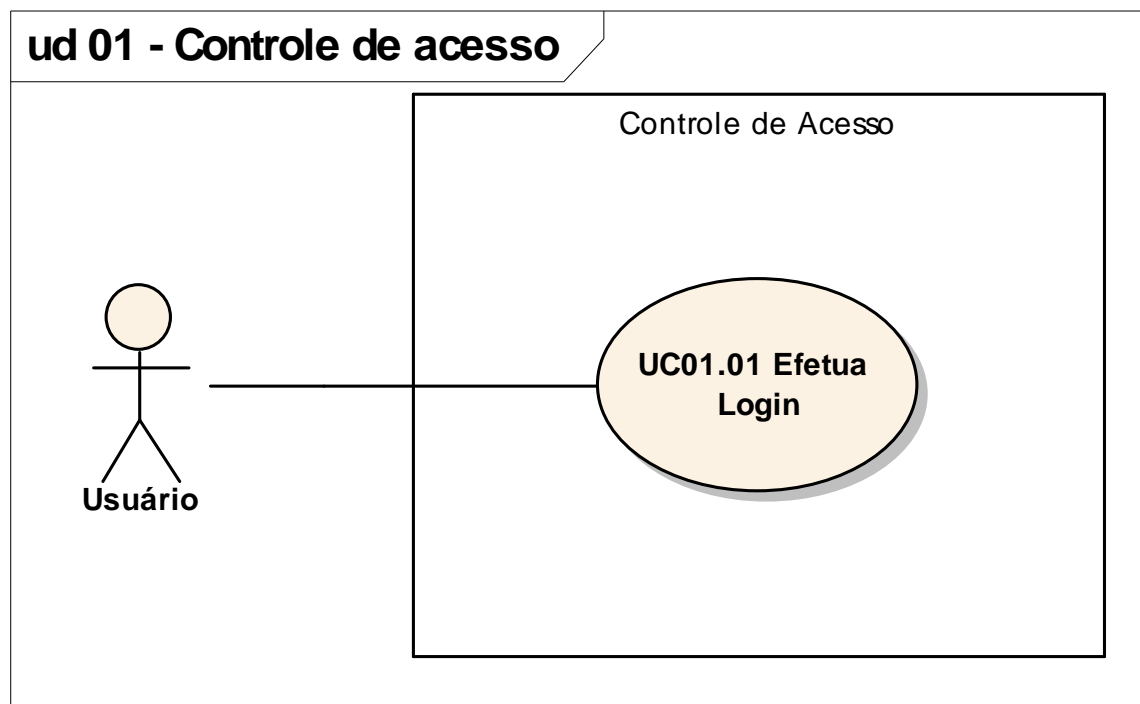 ud 01 - Controle de acesso
Controle de Acesso
UC01.01 Efetua
Login
Usuário